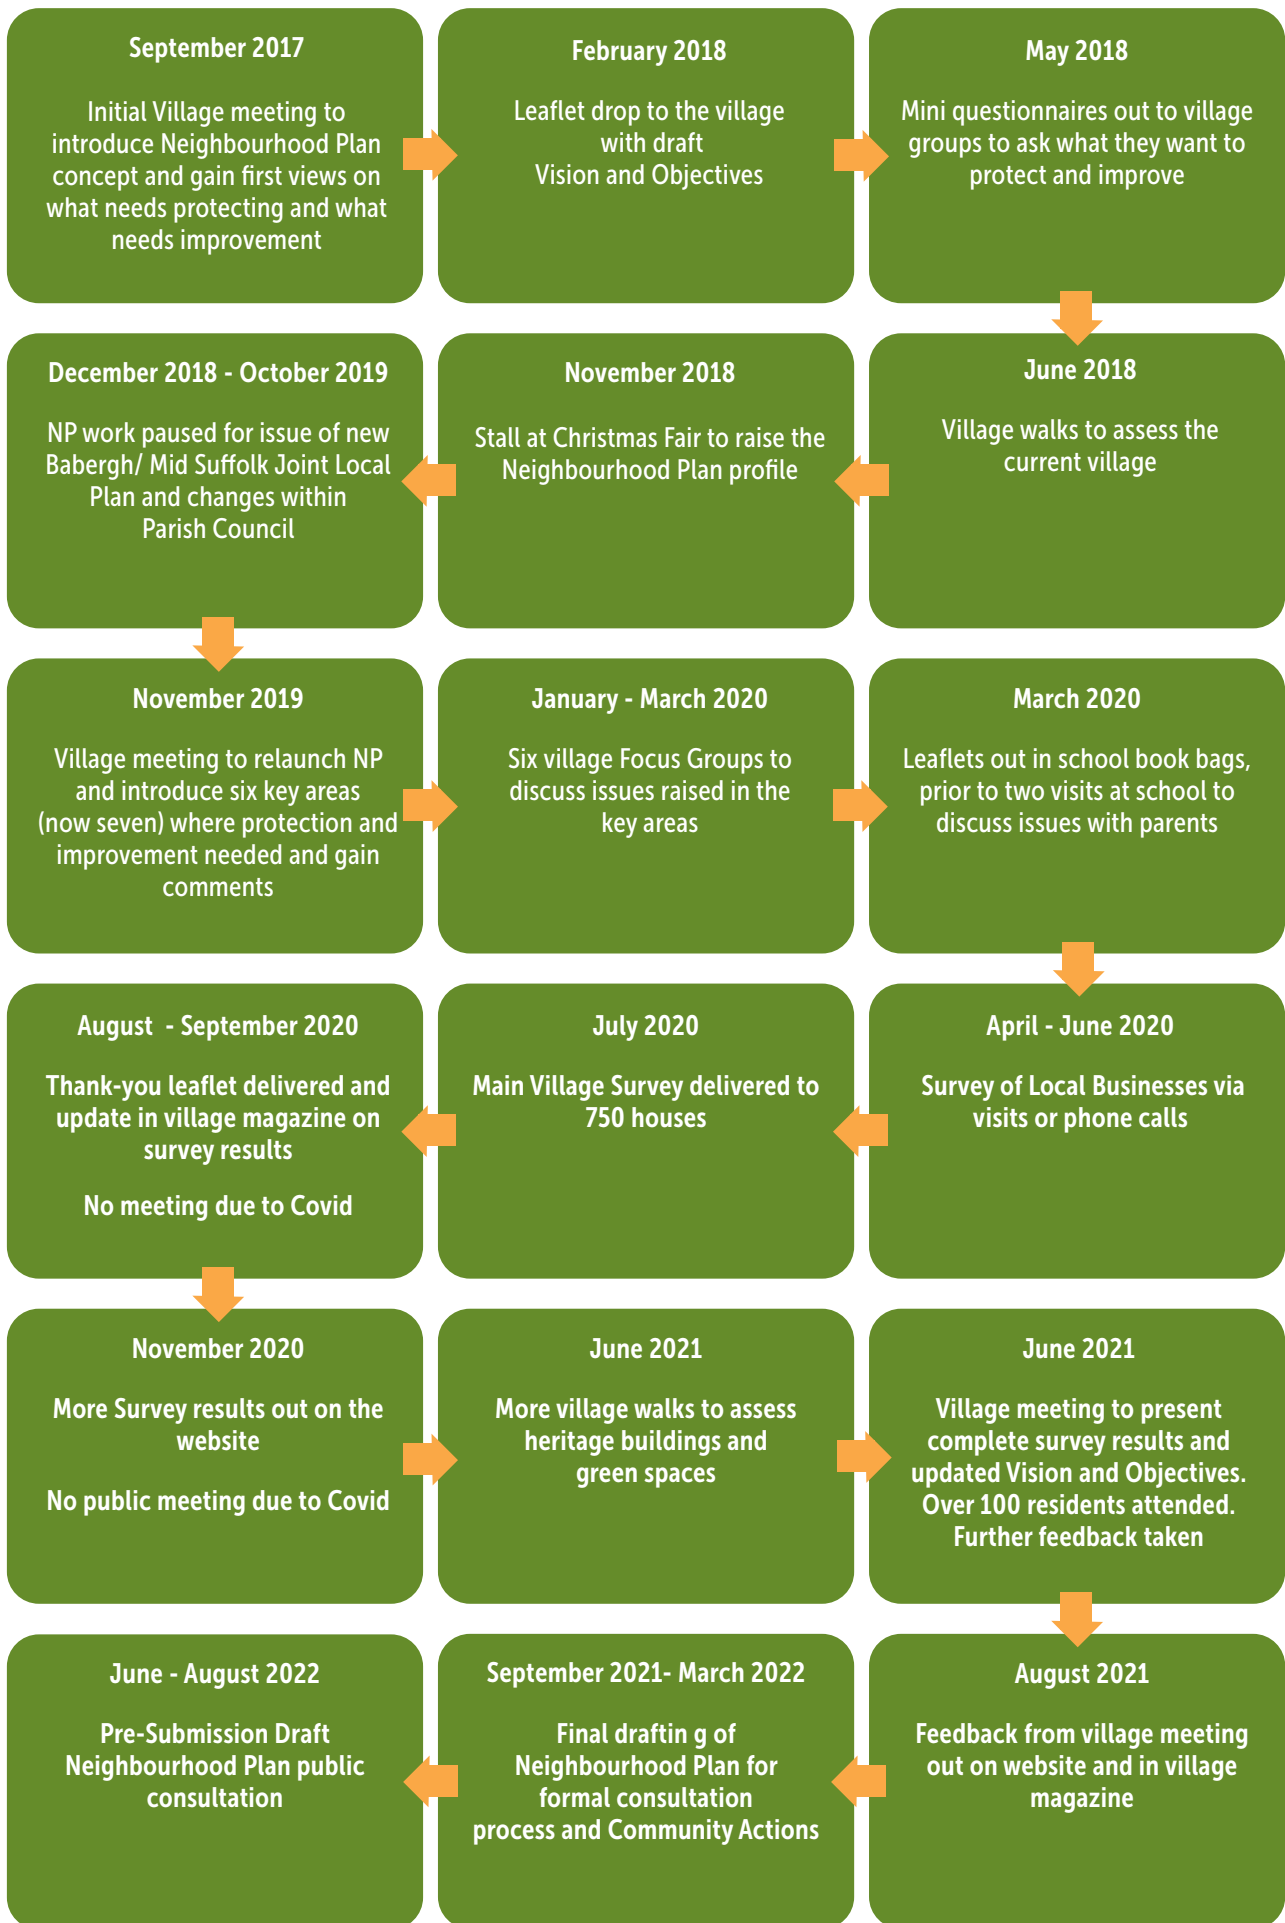 September 2017
Initial Village meeting to
introduce Neighbourhood Plan
concept and gain first views on
what needs protecting and what
needs improvement
February 2018
Leaflet drop to the village
with draft
Vision and Objectives
May 2018
Mini questionnaires out to village
groups to ask what they want to
protect and improve
June 2018
Village walks to assess the
current village
November 2018
Stall at Christmas Fair to raise the
Neighbourhood Plan profile
December 2018 - October 2019
NP work paused for issue of new
Babergh/ Mid Suffolk Joint Local
Plan and changes within
Parish Council
November 2019
Village meeting to relaunch NP
and introduce six key areas
(now seven) where protection and
improvement needed and gain
comments
January - March 2020
Six village Focus Groups to
discuss issues raised in the
key areas
March 2020
Leaflets out in school book bags,
prior to two visits at school to
discuss issues with parents
April - June 2020
Survey of Local Businesses via
visits or phone calls
July 2020
Main Village Survey delivered to
750 houses
August  - September 2020
Thank-you leaflet delivered and
update in village magazine on
survey results
No meeting due to Covid
November 2020
More Survey results out on the
website
No public meeting due to Covid
June 2021
More village walks to assess
heritage buildings and
green spaces
June 2021
Village meeting to present
complete survey results and
updated Vision and Objectives.
Over 100 residents attended.
Further feedback taken
August 2021
Feedback from village meeting
out on website and in village
magazine
September 2021- March 2022
Final draftin g of
Neighbourhood Plan for
formal consultation
process and Community Actions
June - August 2022
Pre-Submission Draft
Neighbourhood Plan public
consultation